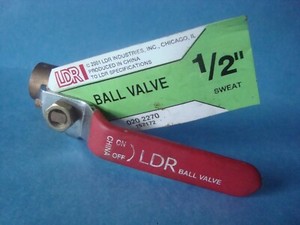 LDR
© 2001 LDR INDUSTRIES, INC., CHICAGO, IL
PRODUCED IN CHINA
TO LDR SPECIFICATIONS
BALL VALVE
1/2"
SWEAT
020 2270
ON
CHINA OFF
LDR BALL VALVE